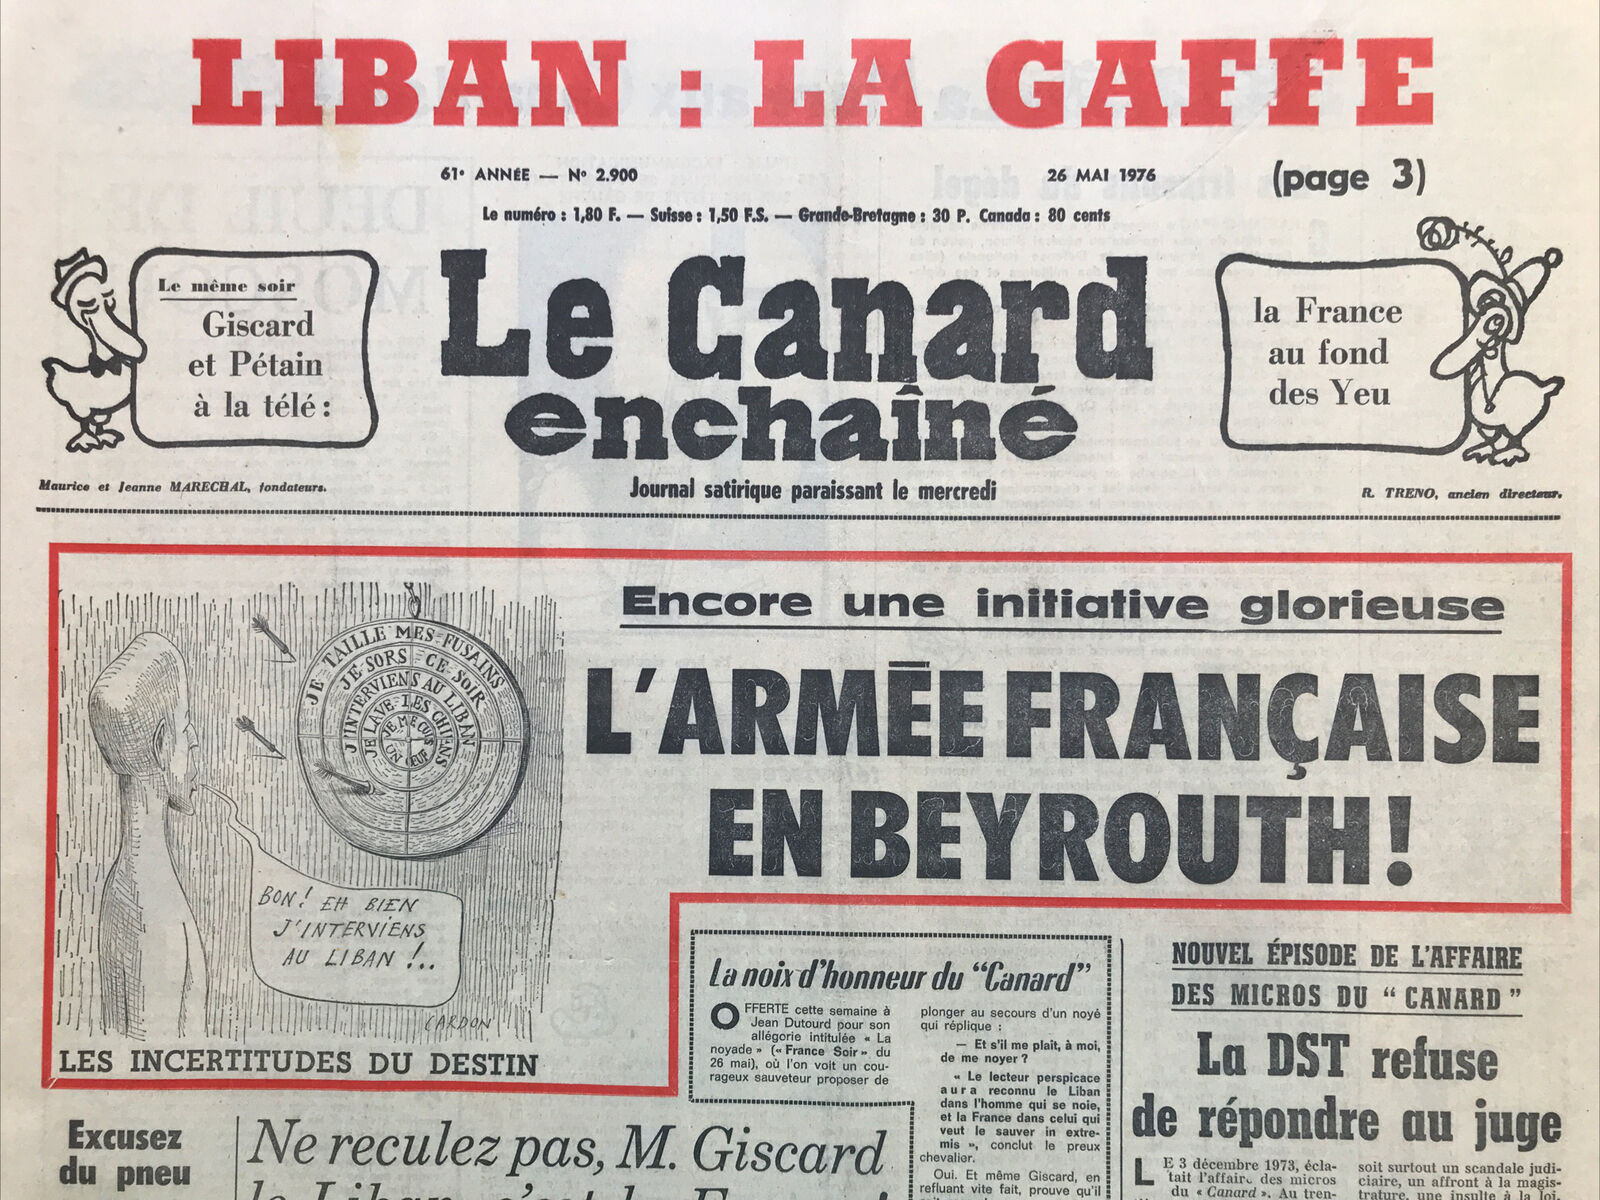 LIBAN : LA GAFFE
61e ANNÉE — No 2.900
26 MAI 1976
(page 3)
Le numéro : 1,80 F. — Suisse : 1,50 F.S. — Grande-Bretagne : 30 P. Canada : 80 cents
Le même soir
Giscard
et Pétain
à la télé :
Le Canard
enchaîné
la France
au fond
des Yeu
Maurice et Jeanne MARECHAL, fondateurs.
Journal satirique paraissant le mercredi
R. TRENO, ancien directeur.
JE TAILLE MES FUSAINS
JE SORS CE SOIR
J'INTERVIENS AU LIBAN
JE LAVE LES CHIENS
JE ME CUIS
UN ŒUF
BON! EH BIEN
J'INTERVIENS
AU LIBAN !..
CARDON
LES INCERTITUDES DU DESTIN
Encore une initiative glorieuse
L'ARMÉE FRANÇAISE
EN BEYROUTH !
La noix d'honneur du "Canard"
OFFERTE cette semaine à
Jean Dutourd pour son
allégorie intitulée « La
noyade » (« France Soir » du
26 mai), où l'on voit un cou-
rageux sauveteur proposer de
plonger au secours d'un noyé
qui réplique :
— Et s'il me plaît, à moi,
de me noyer ?
« Le lecteur perspicace
aura reconnu le Liban
dans l'homme qui se noie,
et la France dans celui qui
veut le sauver in extre-
mis », conclut le preux
chevalier.
Oui. Et même Giscard, en
refluant vite fait, prouve qu'il
NOUVEL ÉPISODE DE L'AFFAIRE
DES MICROS DU " CANARD "
La DST refuse
de répondre au juge
LE 3 décembre 1973, écla-
tait l'affaire des micros
du « Canard ». Au tren-
soit surtout un scandale judi-
ciaire, un affront à la magis-
trature, une insulte à la
Excusez
du pneu
Ne reculez pas, M. Giscard